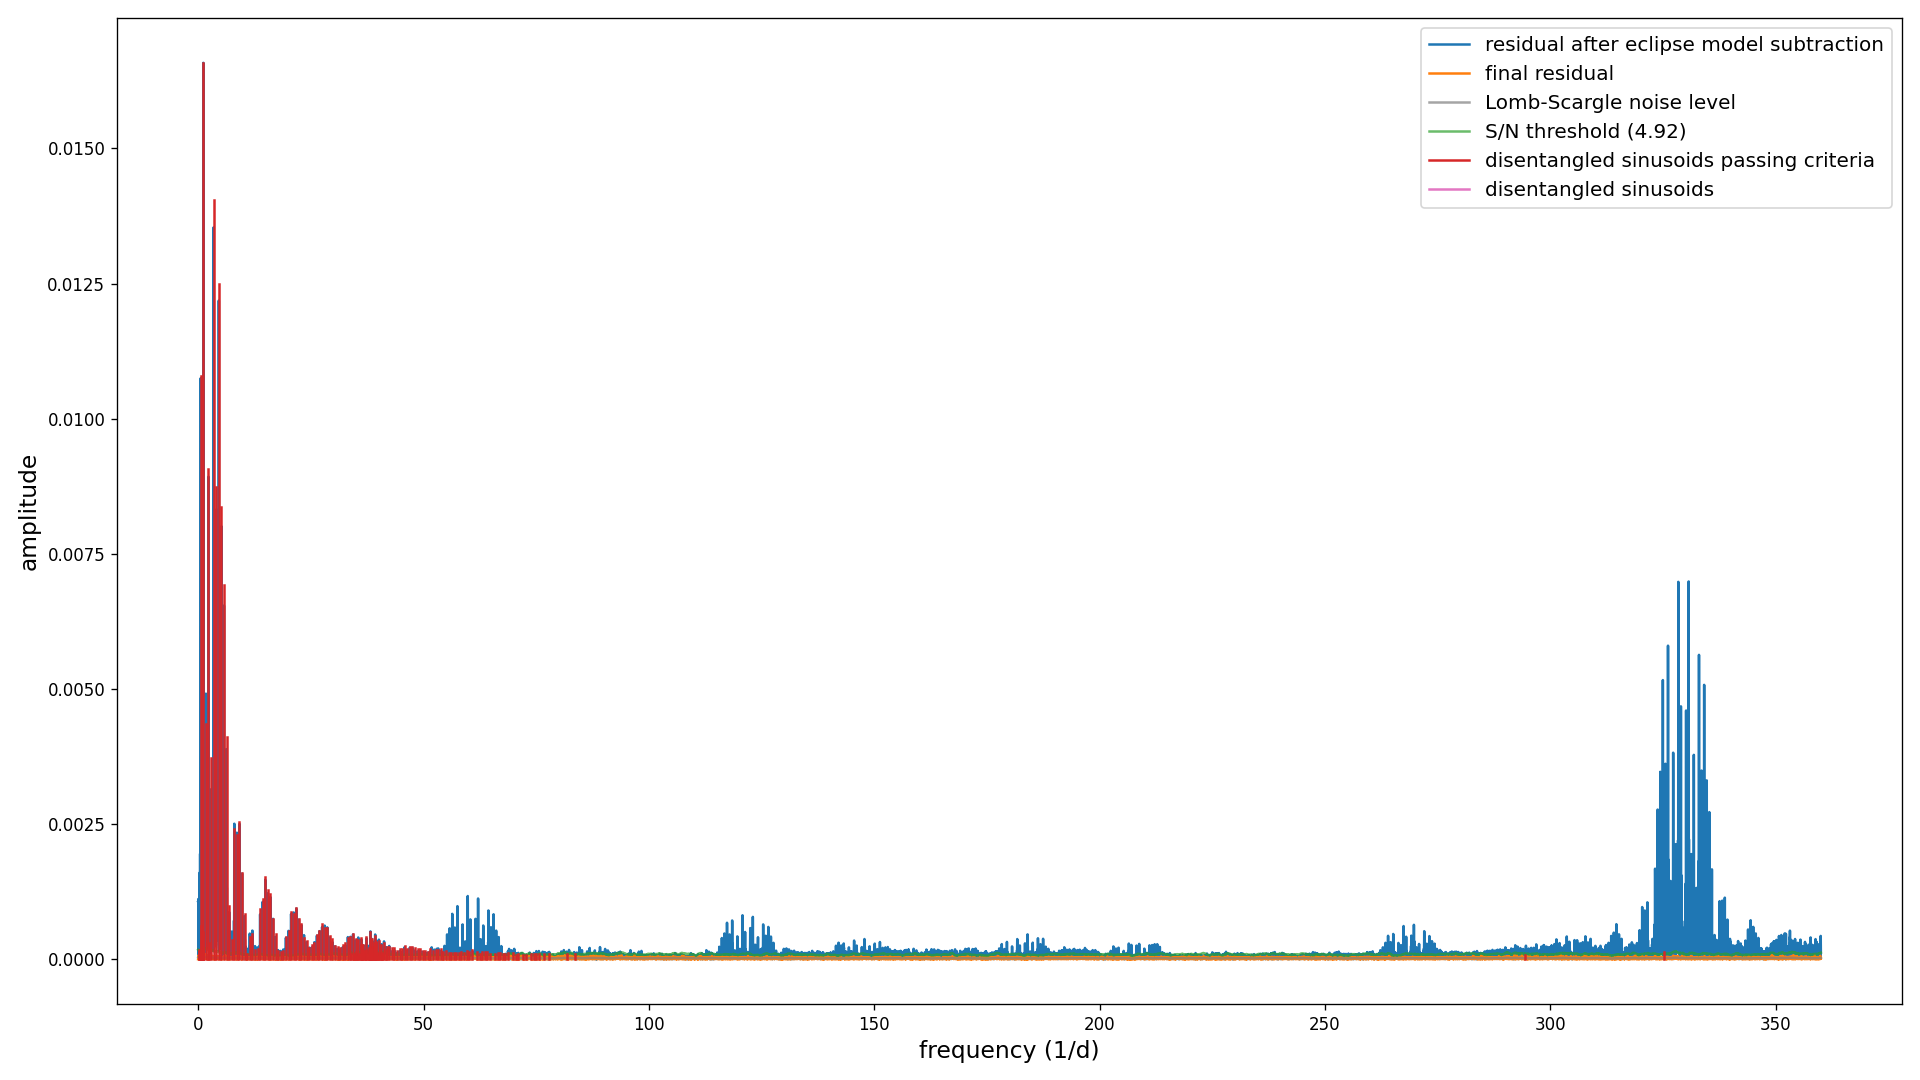 residual after eclipse model subtraction
final residual
Lomb-Scargle noise level
S/N threshold (4.92)
disentangled sinusoids passing criteria
disentangled sinusoids
amplitude
0.0150
0.0125
0.0100
0.0075
0.0050
0.0025
0.0000
0 50 100 150 200 250 300 350
frequency (1/d)